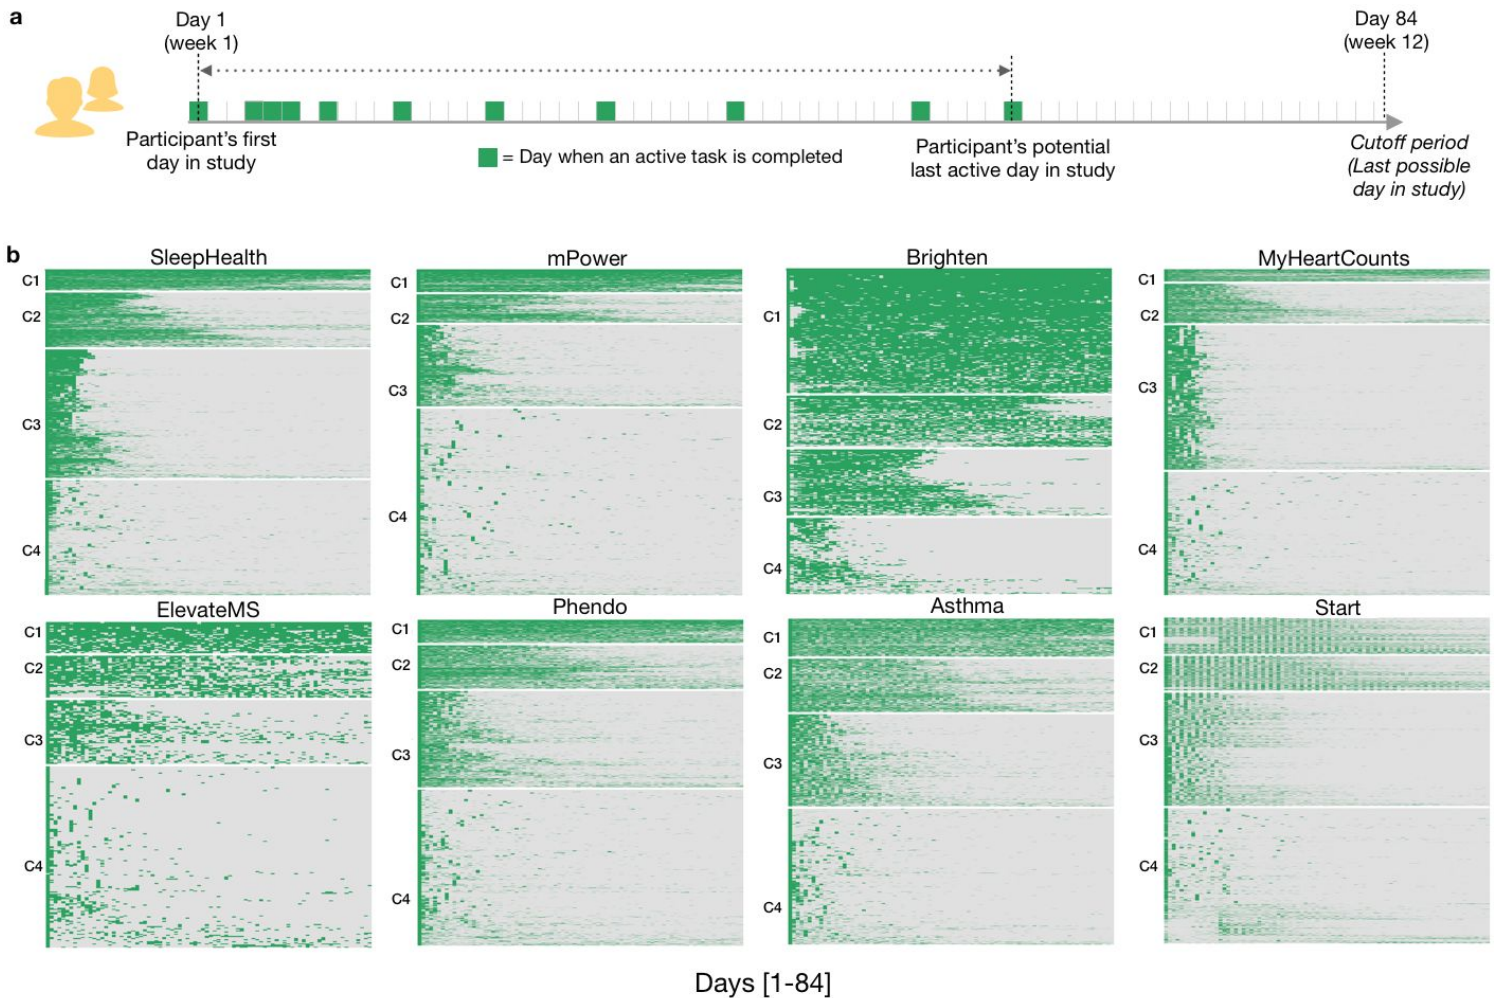 a
Day 1
(week 1)
Day 84
(week 12)
Participant's first
day in study
= Day when an active task is completed
Participant's potential
last active day in study
Cutoff period
(Last possible
day in study)
b
SleepHealth
C1
C2
C3
C4
mPower
C1
C2
C3
C4
Brighten
C1
C2
C3
C4
MyHeartCounts
C1
C2
C3
C4
ElevateMS
C1
C2
C3
C4
Phendo
C1
C2
C3
C4
Asthma
C1
C2
C3
C4
Start
C1
C2
C3
C4
Days [1-84]